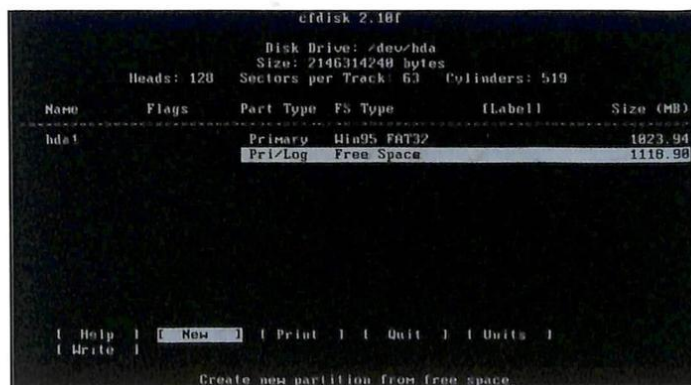 cfdisk 2.10f
Disk Drive: /dev/hda
Size: 2146314240 bytes
Heads: 128 Sectors per Track: 63 Cylinders: 519
Name Flags Part Type FS Type [Label] Size (MB)
hda1 Primary Win95 FAT32 1023.94
Pri/Log Free Space 1118.90
[ Help ] [ New ] [ Print ] [ Quit ] [ Units ]
[ Write ]
Create new partition from free space